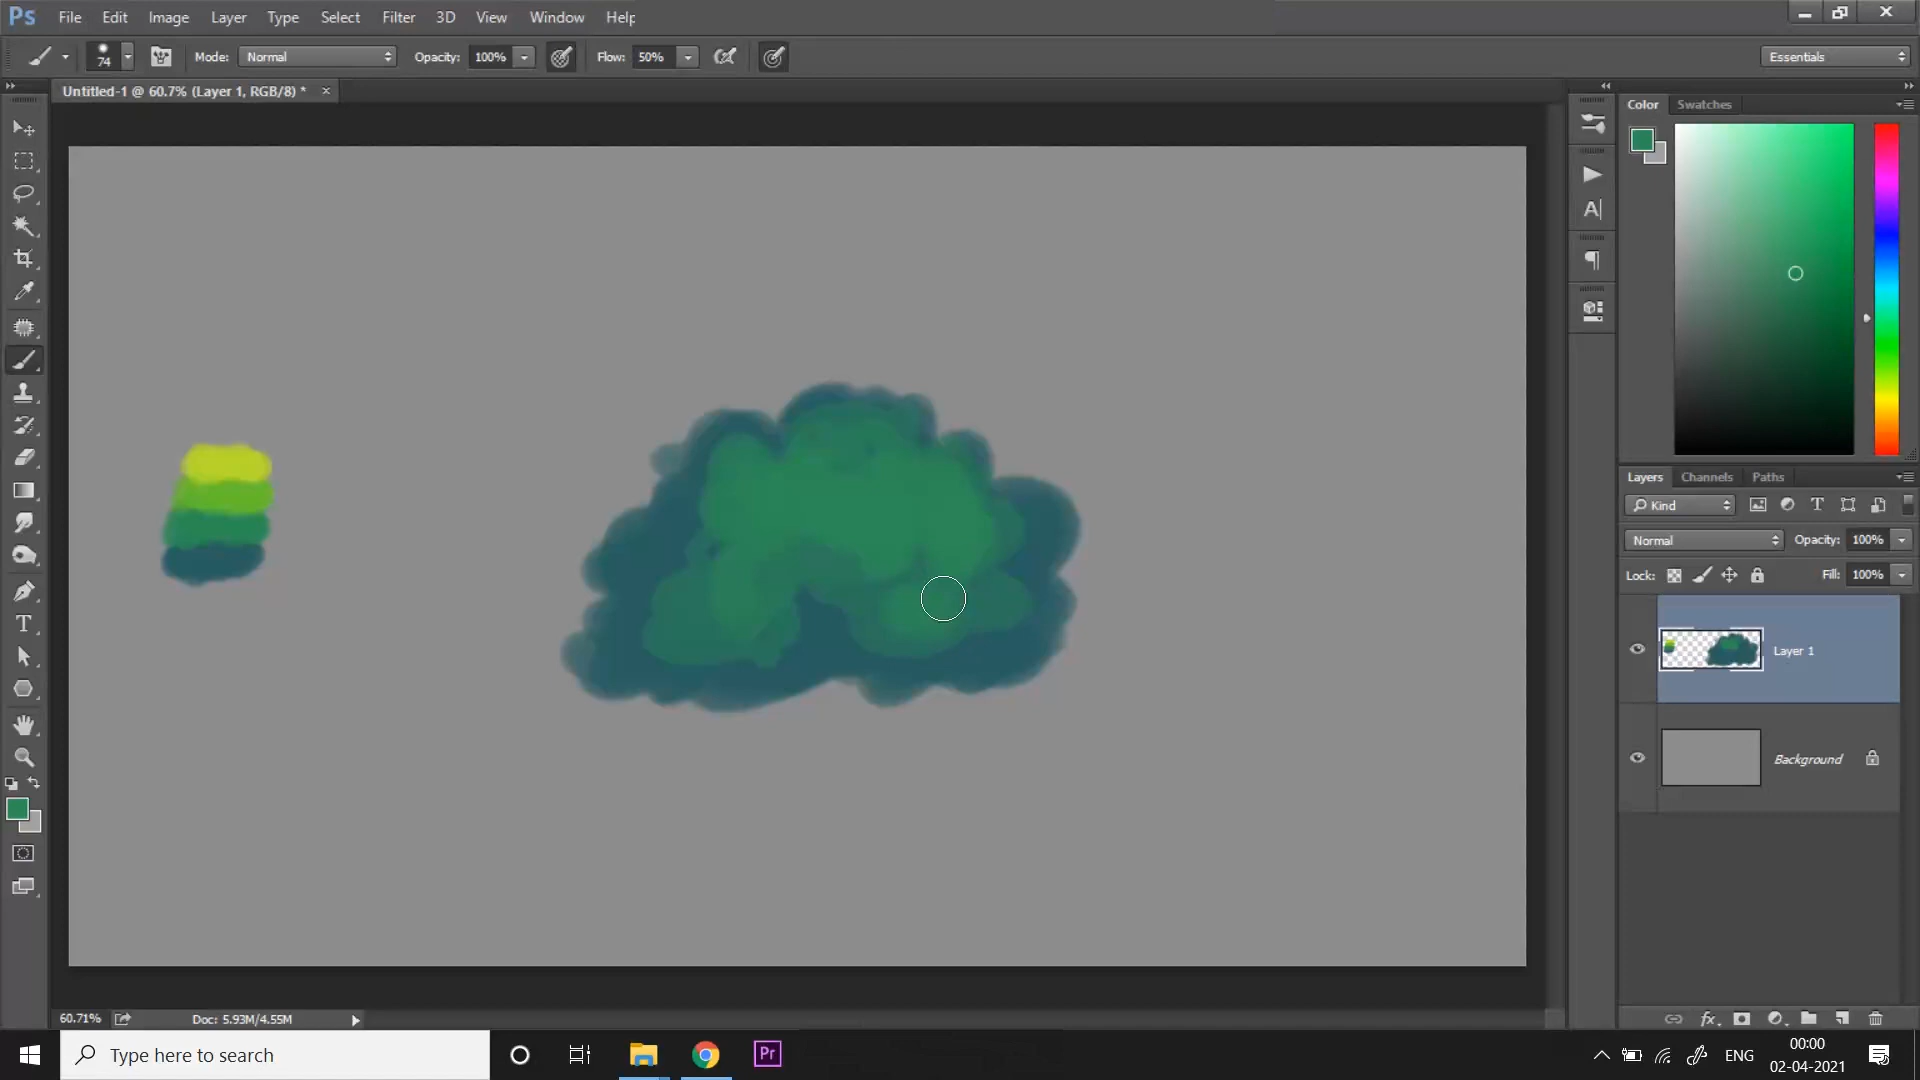 Ps File Edit Image Layer Type Select Filter 3D View Window Help
74 Mode: Normal Opacity: 100% Flow: 50% Essentials
Untitled-1 @ 60.7% (Layer 1, RGB/8) * ×
Color Swatches
Layers Channels Paths
Kind
Normal Opacity: 100%
Lock: Fill: 100%
Layer 1
Background
60.71% Doc: 5.93M/4.55M
Type here to search
Pr
ENG
00:00
02-04-2021